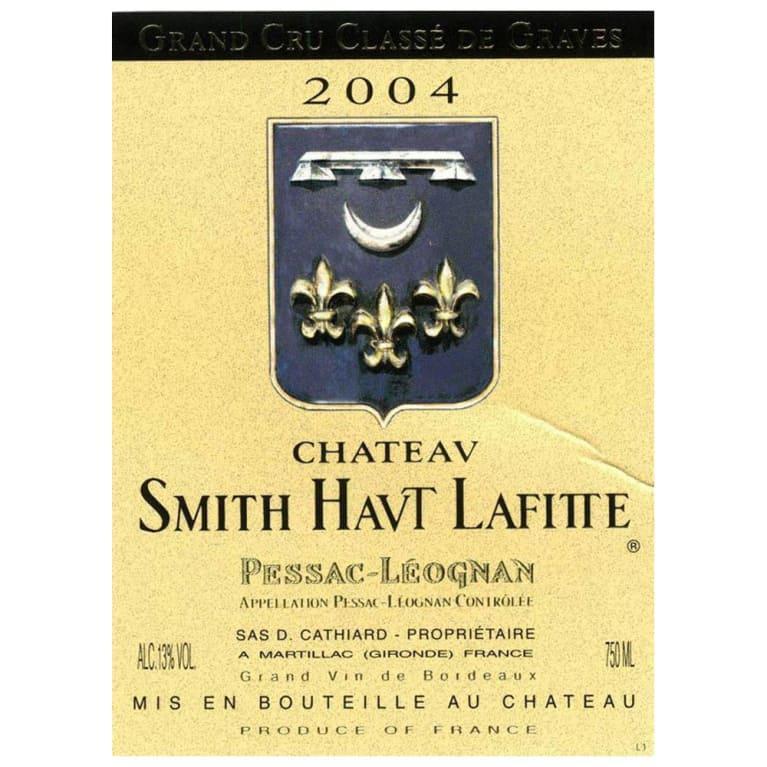 GRAND CRU CLASSÉ DE GRAVES
2004
CHATEAV
SMITH HAVT LAFITTE
®
PESSAC-LÉOGNAN
APPELLATION PESSAC-LÉOGNAN CONTRÔLÉE
SAS D. CATHIARD - PROPRIÉTAIRE
ALC.13% VOL. A MARTILLAC (GIRONDE) FRANCE 750 ML
Grand Vin de Bordeaux
MIS EN BOUTEILLE AU CHATEAU
PRODUCE OF FRANCE